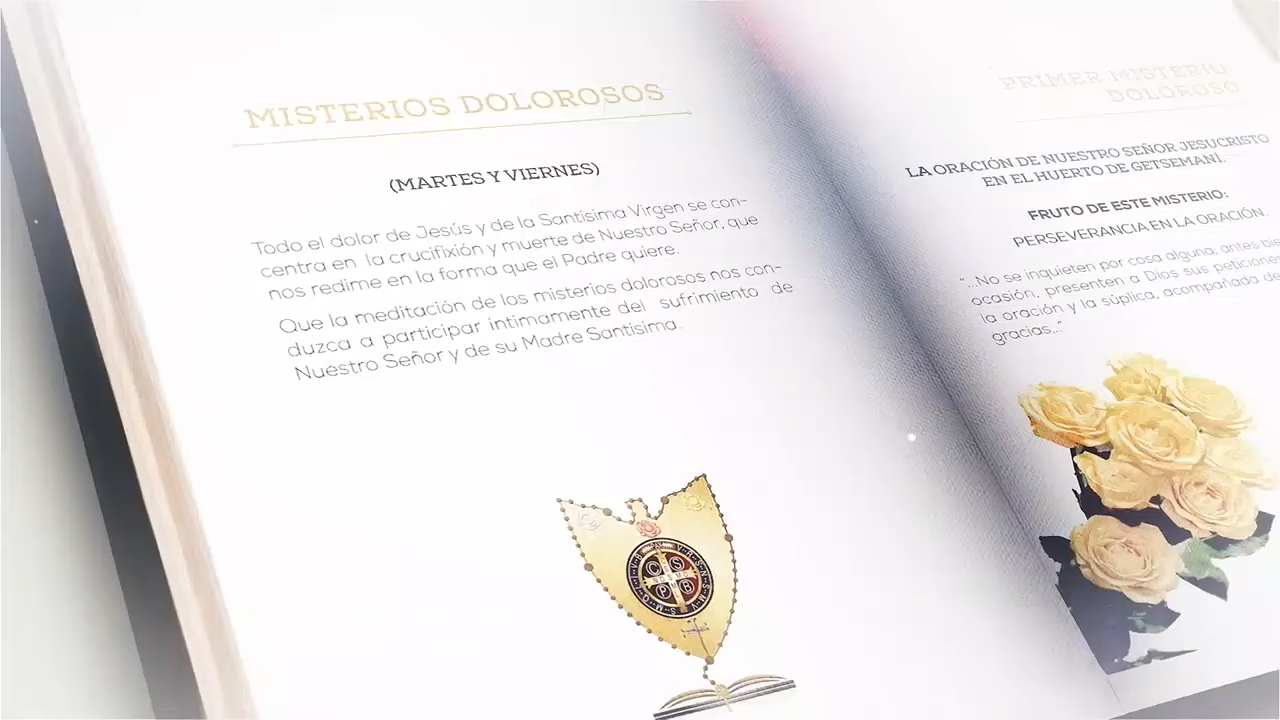 MISTERIOS DOLOROSOS
(MARTES Y VIERNES)
Todo el dolor de Jesús y de la Santísima Virgen se con-
centra en la crucifixión y muerte de Nuestro Señor, que
nos redime en la forma que el Padre quiere.
Que la meditación de los misterios dolorosos nos con-
duzca a participar íntimamente del sufrimiento de
Nuestro Señor y de su Madre Santísima.
PRIMER MISTERIO
DOLOROSO
LA ORACIÓN DE NUESTRO SEÑOR JESUCRISTO
EN EL HUERTO DE GETSEMANÍ.
FRUTO DE ESTE MISTERIO:
PERSEVERANCIA EN LA ORACIÓN.
“...No se inquieten por cosa alguna, antes
ocasión, presenten a Dios sus peticiones
la oración y la súplica, acompañada de
gracias...”